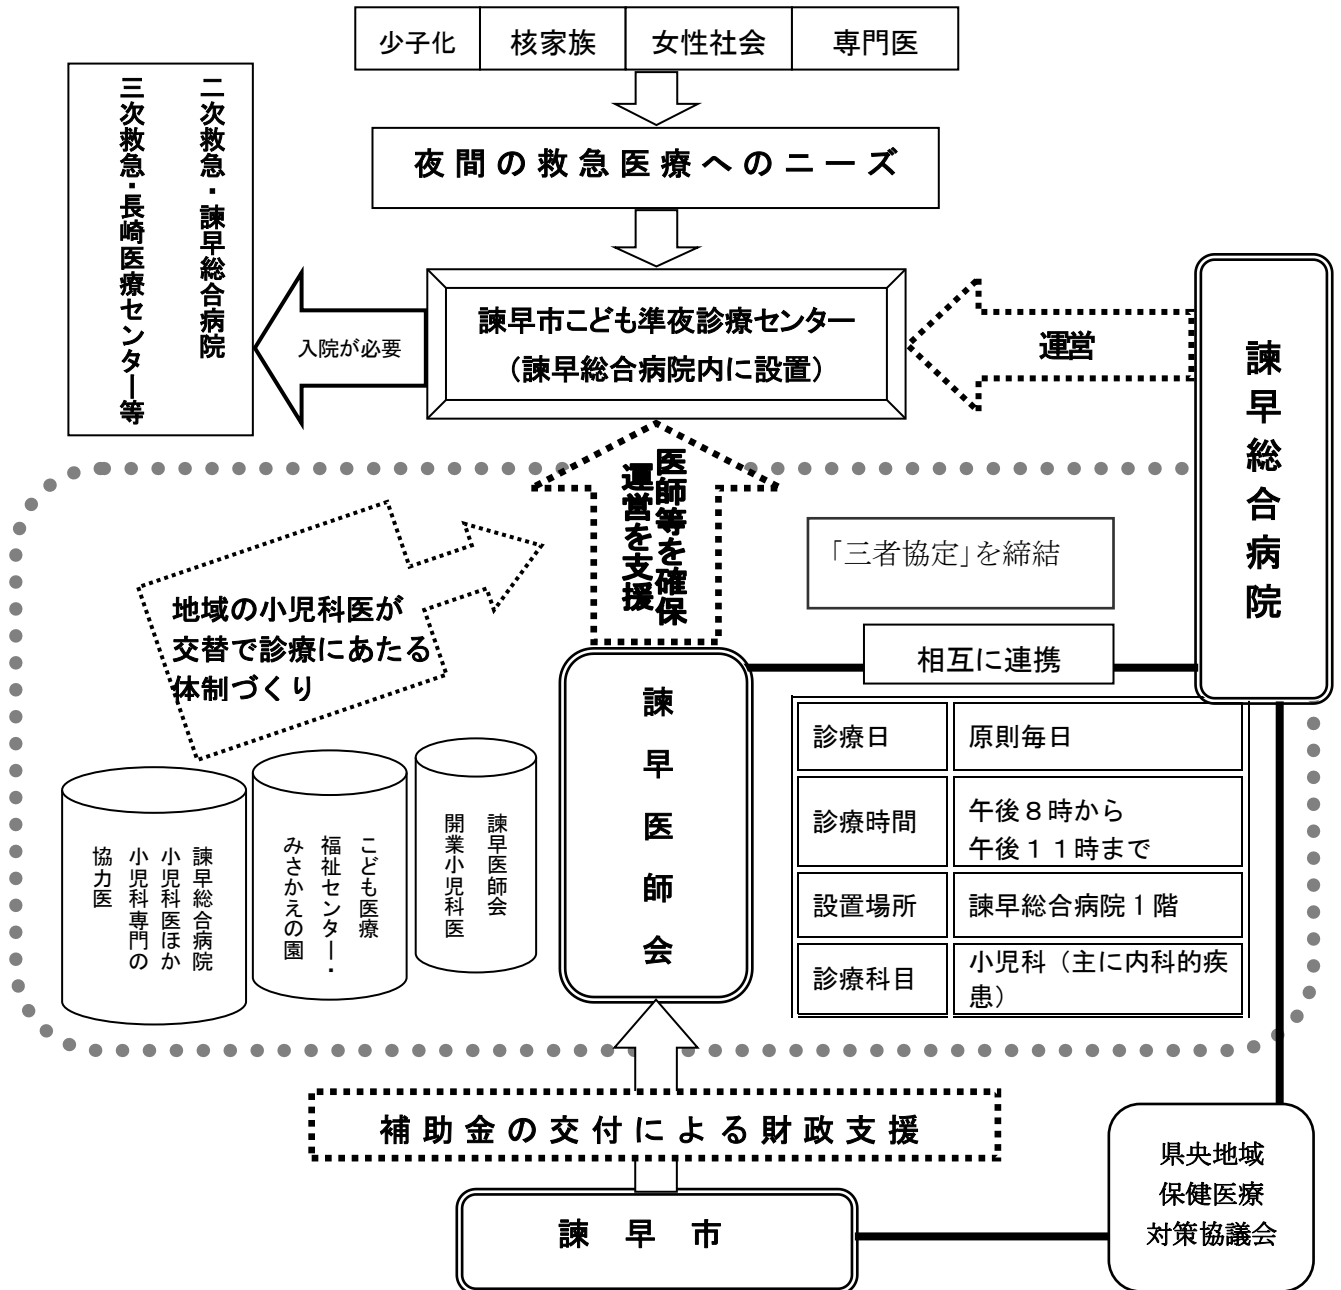 少子化
核家族
女性社会
専門医
夜間の救急医療へのニーズ
二次救急・諫早総合病院
三次救急・長崎医療センター等
入院が必要
諫早市こども準夜診療センター
（諫早総合病院内に設置）
運営
諫早総合病院
医師等を確保
運営を支援
「三者協定」を締結
地域の小児科医が
交替で診療にあたる
体制づくり
相互に連携
諫早医師会
診療日
原則毎日
診療時間
午後８時から
午後１１時まで
設置場所
諫早総合病院１階
診療科目
小児科（主に内科的疾
患）
諫早総合病院
小児科医ほか
小児科専門の
協力医
こども医療
福祉センター・
みさかえの園
諫早医師会
開業小児科医
補助金の交付による財政支援
諫早市
県央地域
保健医療
対策協議会